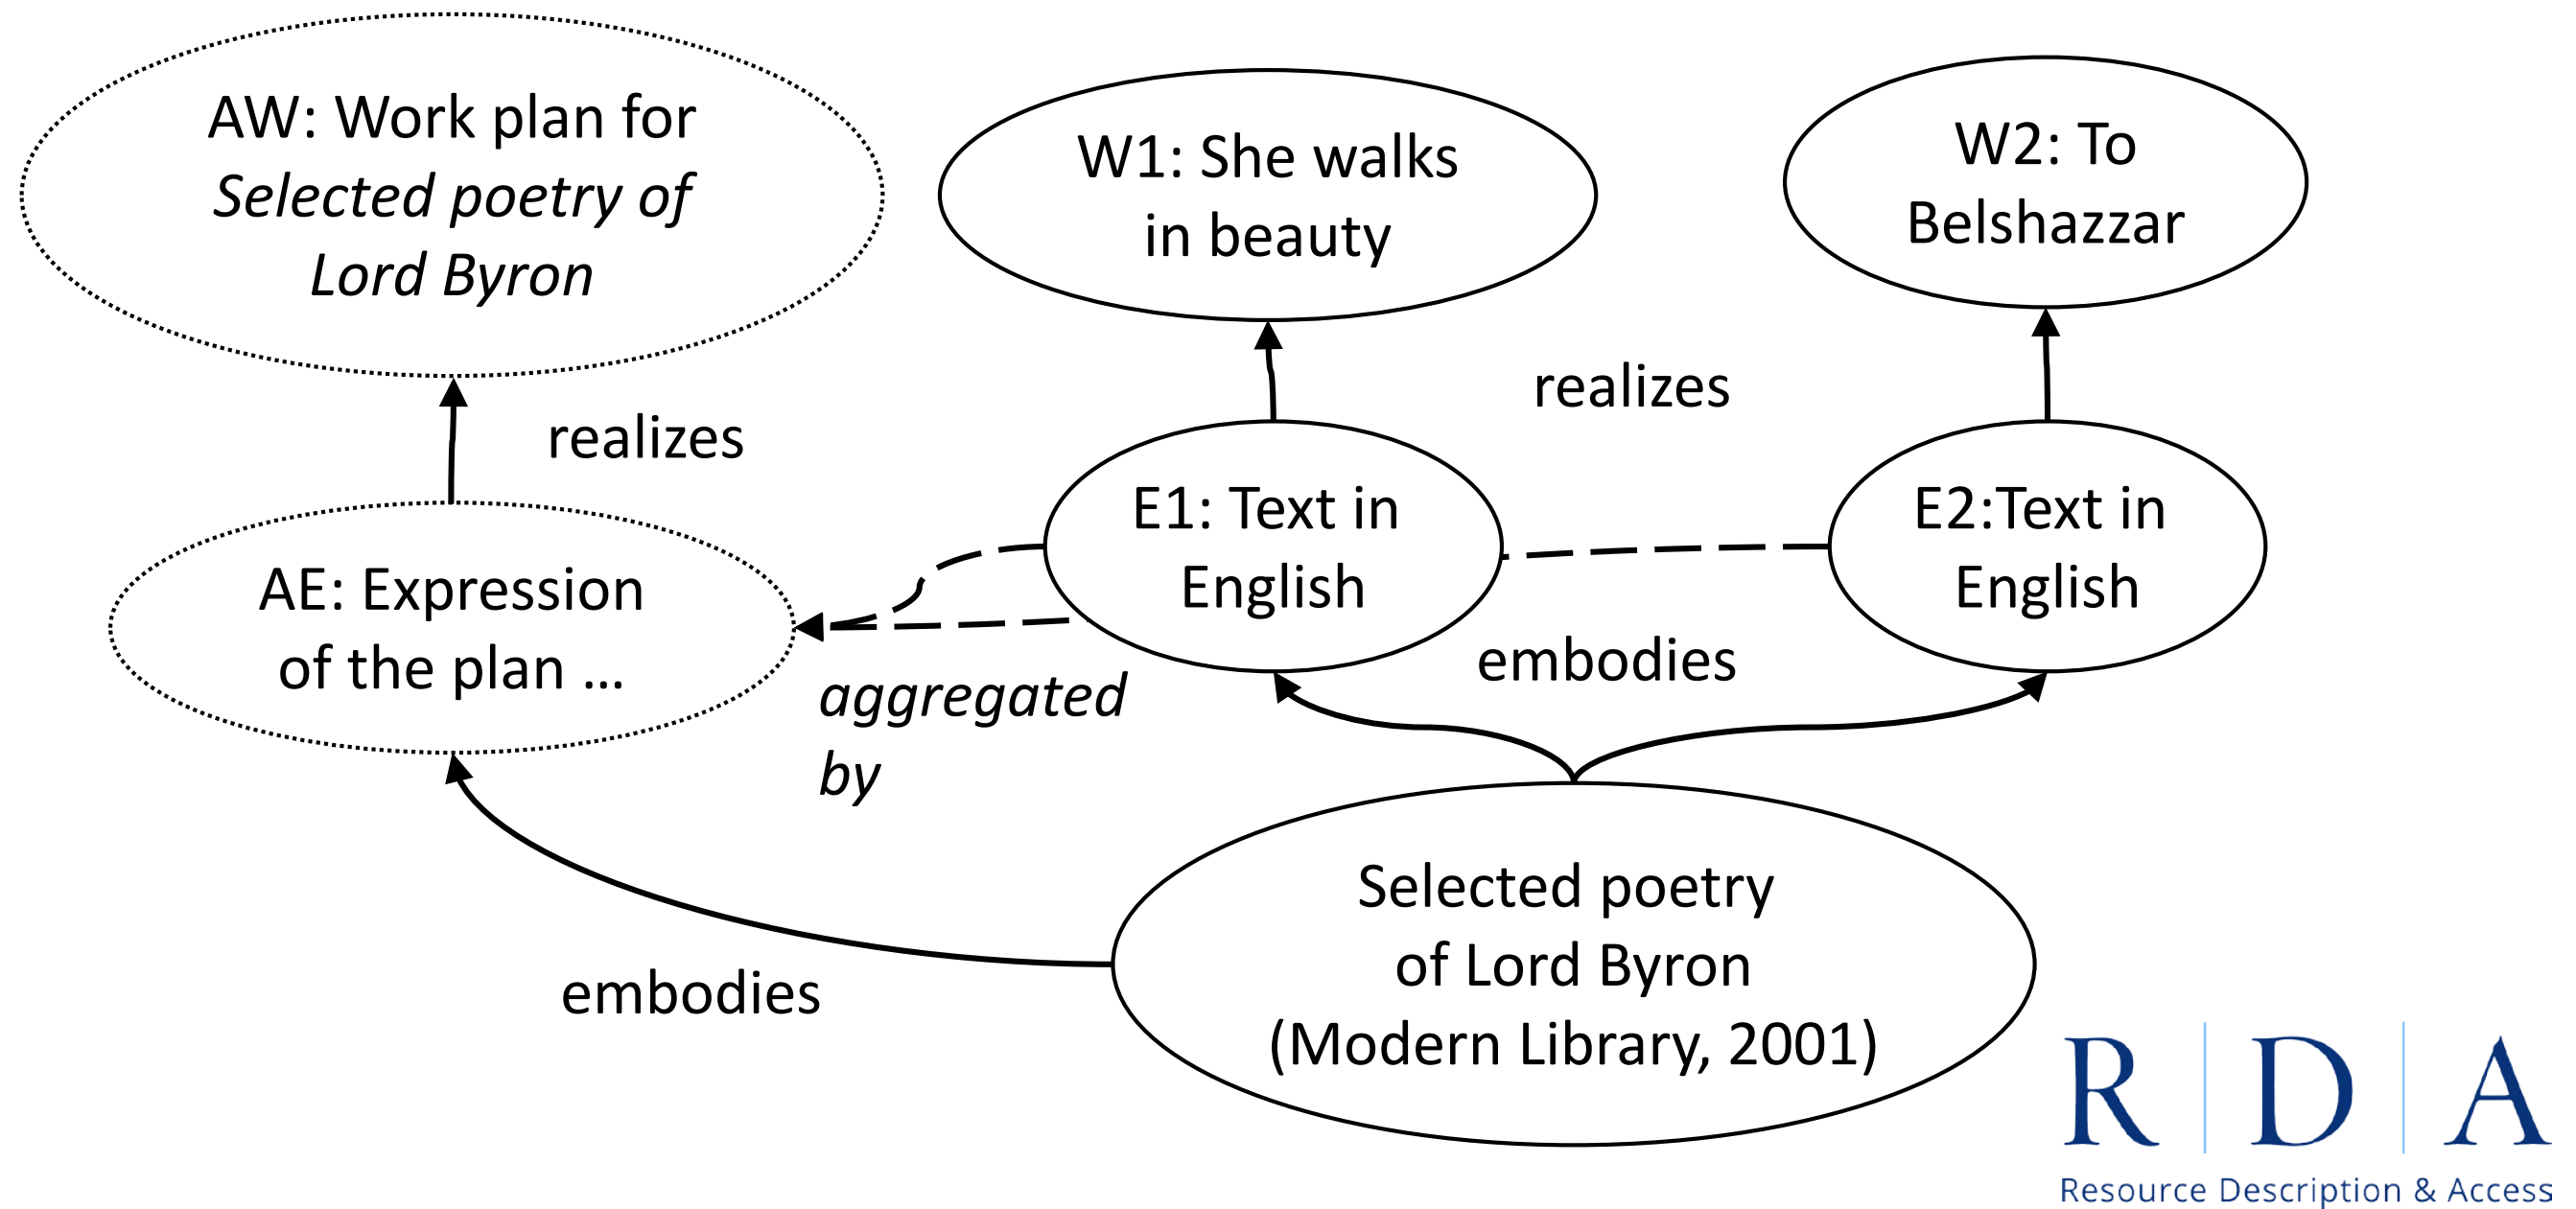 AW: Work plan for
Selected poetry of
Lord Byron
W1: She walks
in beauty
W2: To
Belshazzar
realizes
realizes
AE: Expression
of the plan ...
E1: Text in
English
E2:Text in
English
aggregated
by
embodies
embodies
Selected poetry
of Lord Byron
(Modern Library, 2001)
R D A
Resource Description & Access